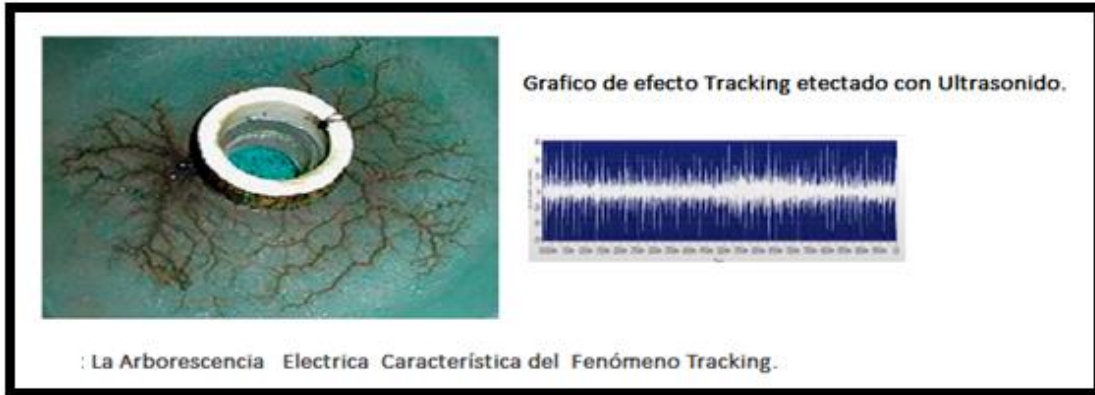 Grafico de efecto Tracking etectado con Ultrasonido.
: La Arborescencia Electrica Característica del Fenómeno Tracking.